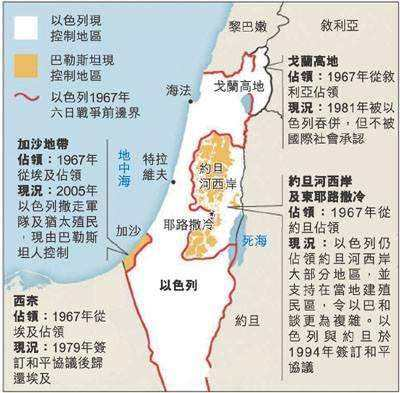 以色列現
控制地區
巴勒斯坦現
控制地區
以色列1967年
六日戰爭前邊界
黎巴嫩
敘利亞
海法
戈蘭高地
戈蘭高地
佔領：1967年從敘
利亞佔領
現況：1981年被以
色列吞併，但不被
國際社會承認
加沙地帶
佔領：1967年
從埃及佔領
現況：2005年
以色列撤走軍
隊及猶太殖民
，現由巴勒斯
坦人控制
地中海
特拉
維夫
約旦
河西岸
耶路撒冷
死海
加沙
以色列
約旦
約旦河西岸
及東耶路撒冷
佔領：1967年從
約旦佔領
現況：以色列仍
佔領約旦河西岸
大部分地區，並
支持在當地建殖
民區，令以巴和
談更為複雜。以
色列與約旦於
1994年簽訂和平
協議
西奈
佔領：1967年從
埃及佔領
現況：1979年簽
訂和平協議後歸
還埃及